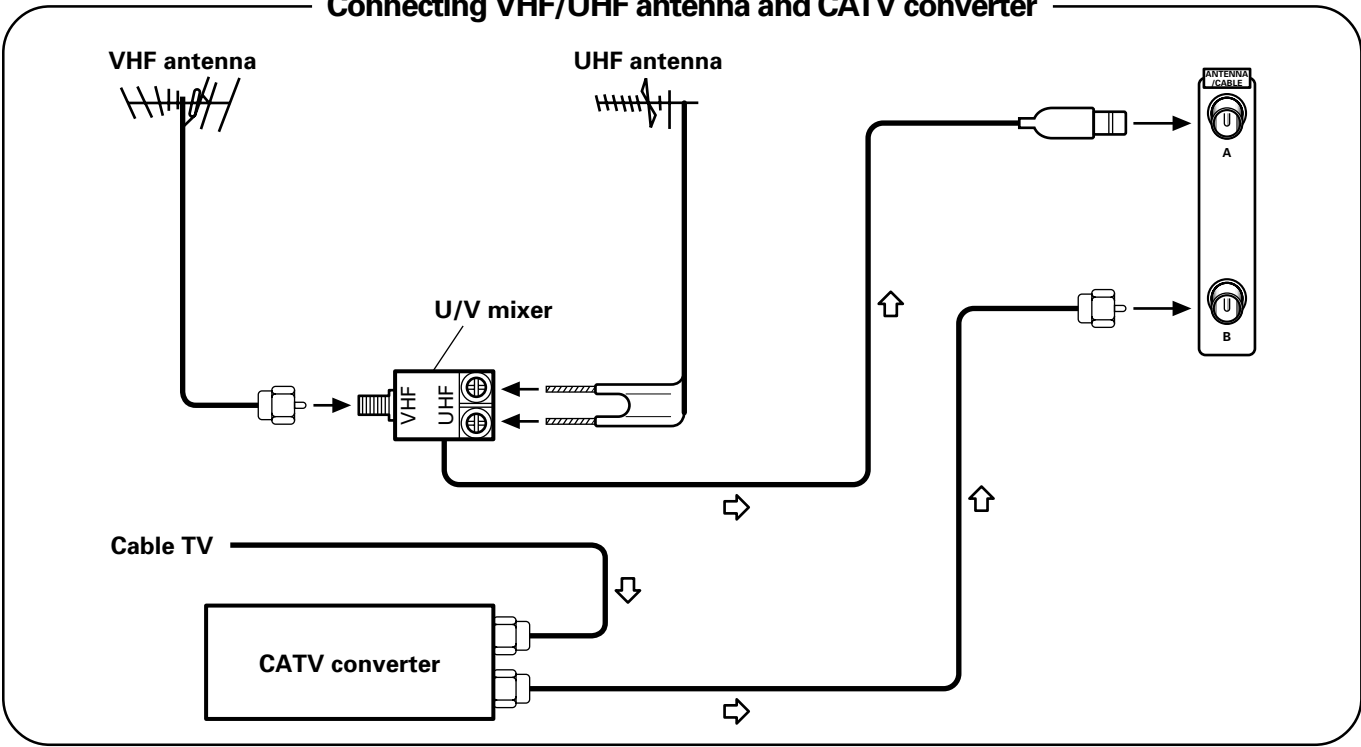 Connecting VHF/UHF antenna and CATV converter
VHF antenna
UHF antenna
ANTENNA
/CABLE
A
U/V mixer
B
VHF
UHF
Cable TV
CATV converter